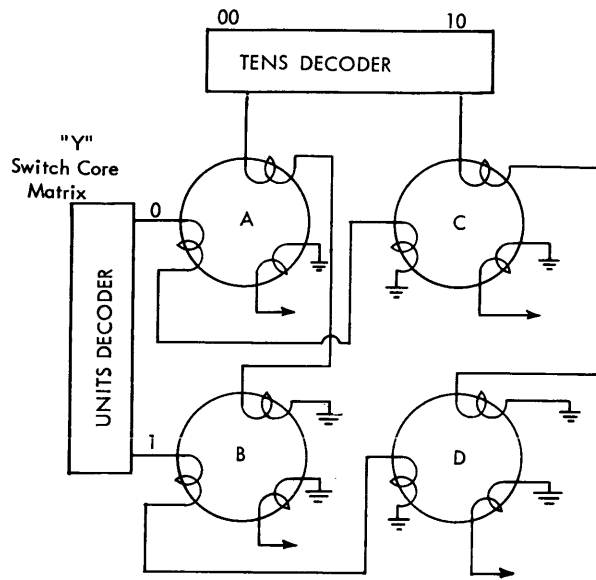 00 10
TENS DECODER
"Y"
Switch Core
Matrix
0
A
C
UNITS DECODER
1
B
D